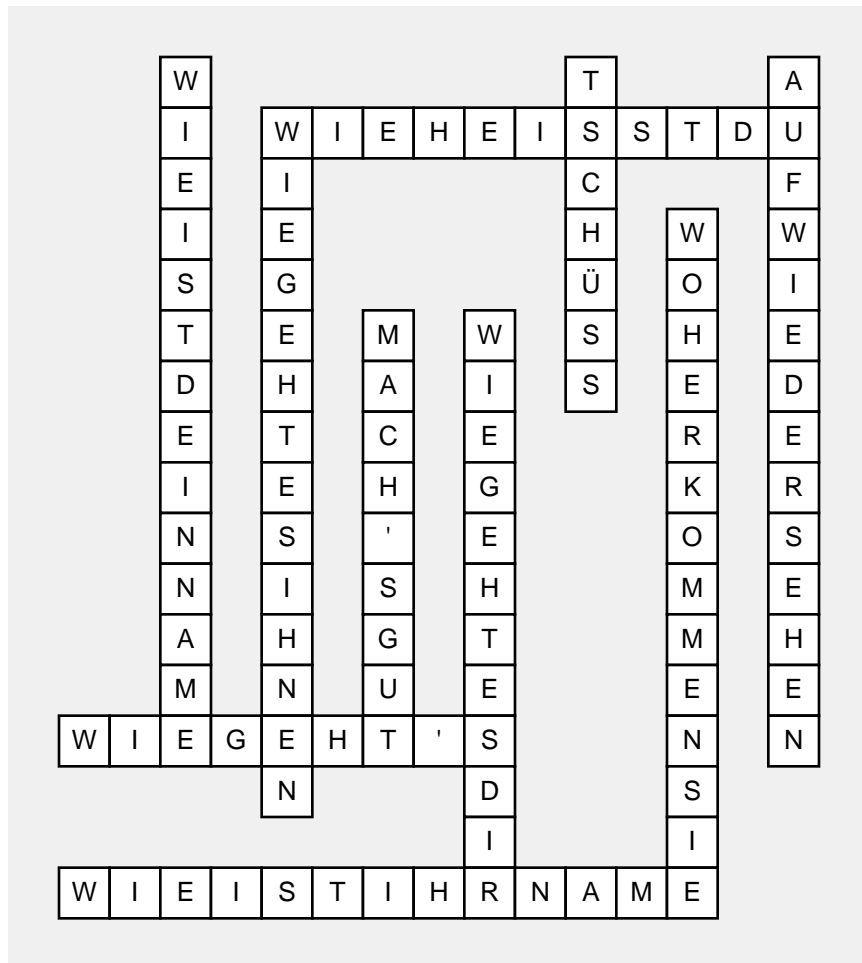 WIEISTDEINNAME
TSCHÜSS
AUFWIEDERSEHEN
WIEHEISSTDU
WIEGEHTESIHNEN
WOHERKOMMENSIE
MACH'SGUT
WIEGEHTESDIR
WIEGEHT'S
WIEISTIHRNAME